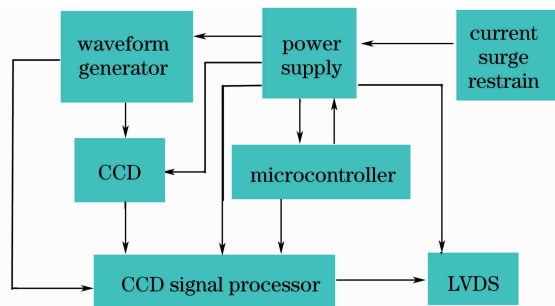 waveform
generator
power
supply
current
surge
restrain
CCD
microcontroller
CCD signal processor
LVDS